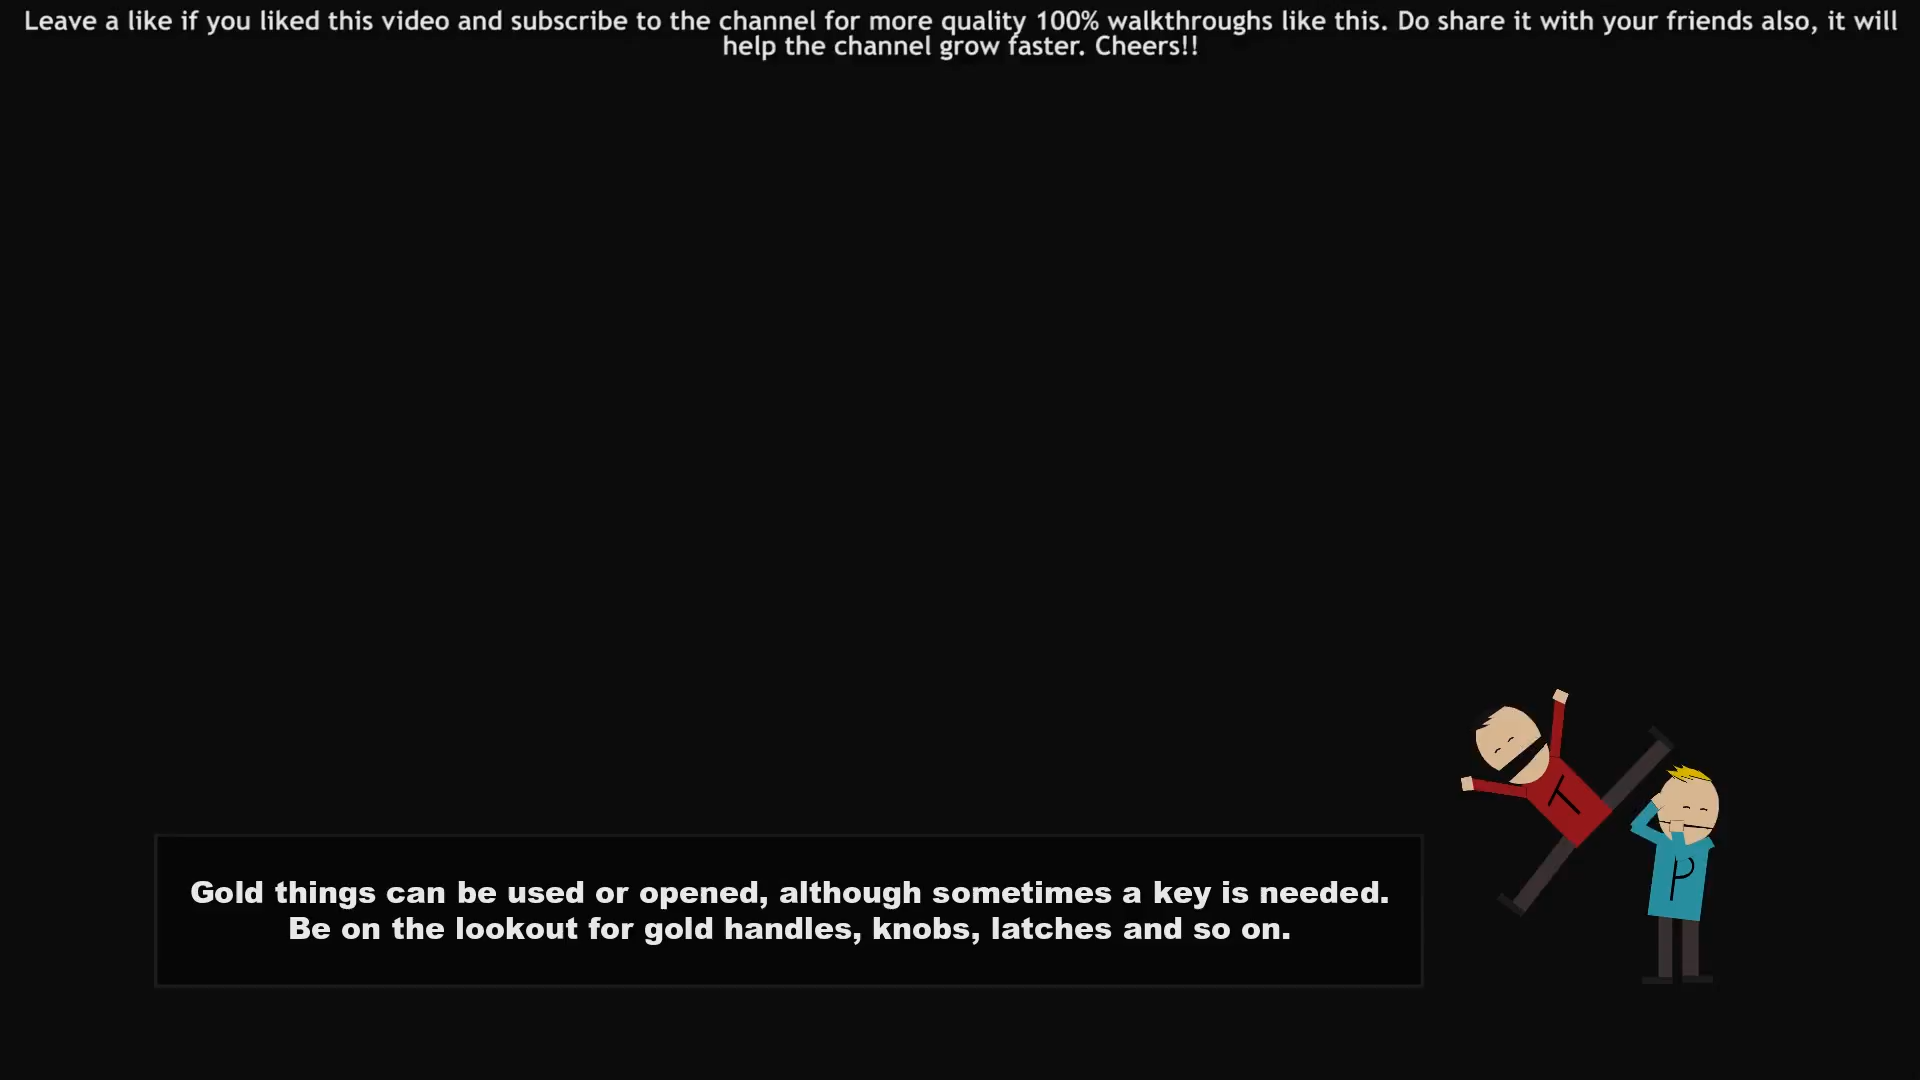 Leave a like if you liked this video and subscribe to the channel for more quality 100% walkthroughs like this. Do share it with your friends also, it will
help the channel grow faster. Cheers!!
T
P
Gold things can be used or opened, although sometimes a key is needed.
Be on the lookout for gold handles, knobs, latches and so on.